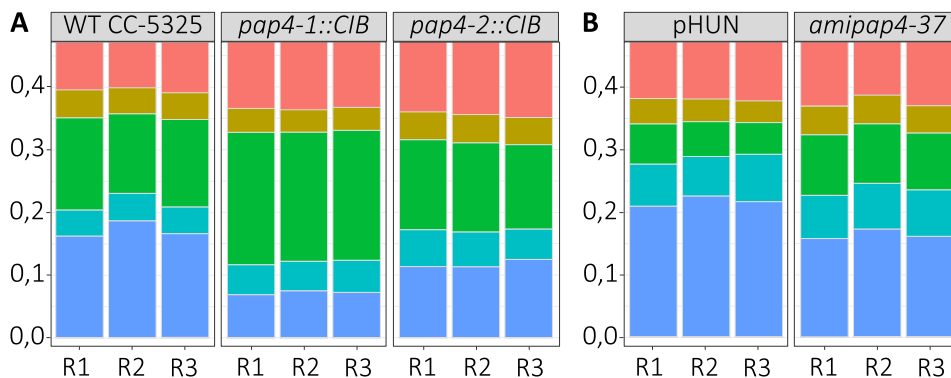 A WT CC-5325 pap4-1::ClB pap4-2::ClB B pHUN amipap4-37
0,4 0,4
0,3 0,3
0,2 0,2
0,1 0,1
0,0 0,0
R1 R2 R3 R1 R2 R3 R1 R2 R3 R1 R2 R3 R1 R2 R3